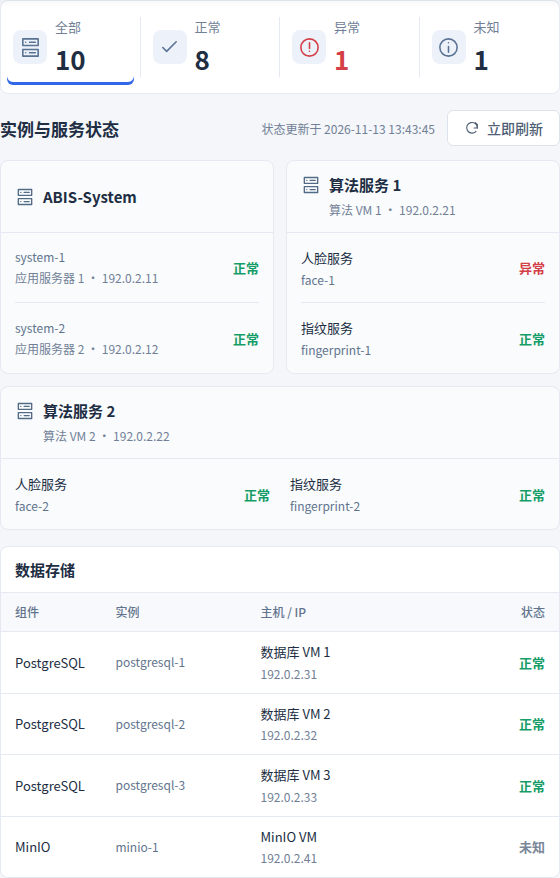 全部
10
正常
8
异常
1
未知
1
实例与服务状态
状态更新于 2026-11-13 13:43:45
立即刷新
ABIS-System
system-1
应用服务器 1 · 192.0.2.11
正常
system-2
应用服务器 2 · 192.0.2.12
正常
算法服务 1
算法 VM 1 · 192.0.2.21
人脸服务
face-1
异常
指纹服务
fingerprint-1
正常
算法服务 2
算法 VM 2 · 192.0.2.22
人脸服务
face-2
正常
指纹服务
fingerprint-2
正常
数据存储
组件 实例 主机 / IP 状态
PostgreSQL postgresql-1 数据库 VM 1 正常
192.0.2.31
PostgreSQL postgresql-2 数据库 VM 2 正常
192.0.2.32
PostgreSQL postgresql-3 数据库 VM 3 正常
192.0.2.33
MinIO minio-1 MinIO VM 未知
192.0.2.41